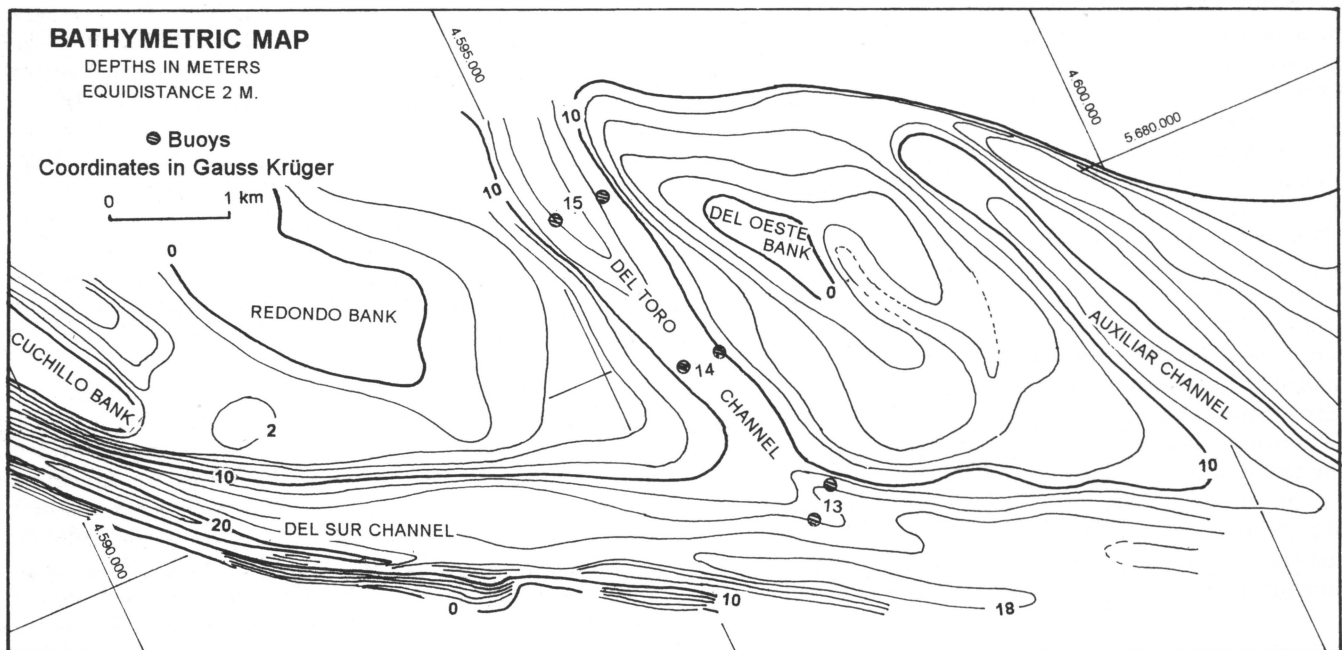 BATHYMETRIC MAP
DEPTHS IN METERS
EQUIDISTANCE 2 M.
Buoys
Coordinates in Gauss Krüger
0 1 km
4.595.000
4.600.000
5.680.000
10
10
15
DEL OESTE
BANK
0
0
REDONDO BANK
DEL TORO
CHANNEL
14
AUXILIAR CHANNEL
CUCHILLO BANK
2
10
10
13
20
DEL SUR CHANNEL
4.590.000
0
10
18